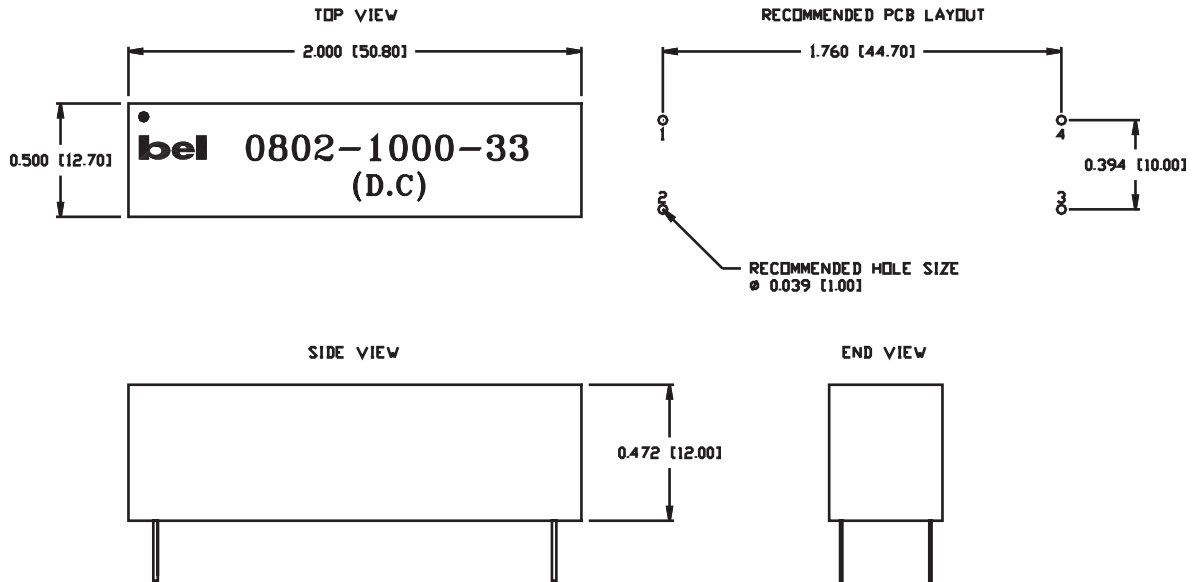 TOP VIEW
2.000 [50.80]
0.500 [12.70]
bel 0802-1000-33
(D.C)
RECOMMENDED PCB LAYOUT
1.760 [44.70]
1
4
0.394 [10.00]
2
3
RECOMMENDED HOLE SIZE
ø 0.039 [1.00]
SIDE VIEW
0.472 [12.00]
END VIEW